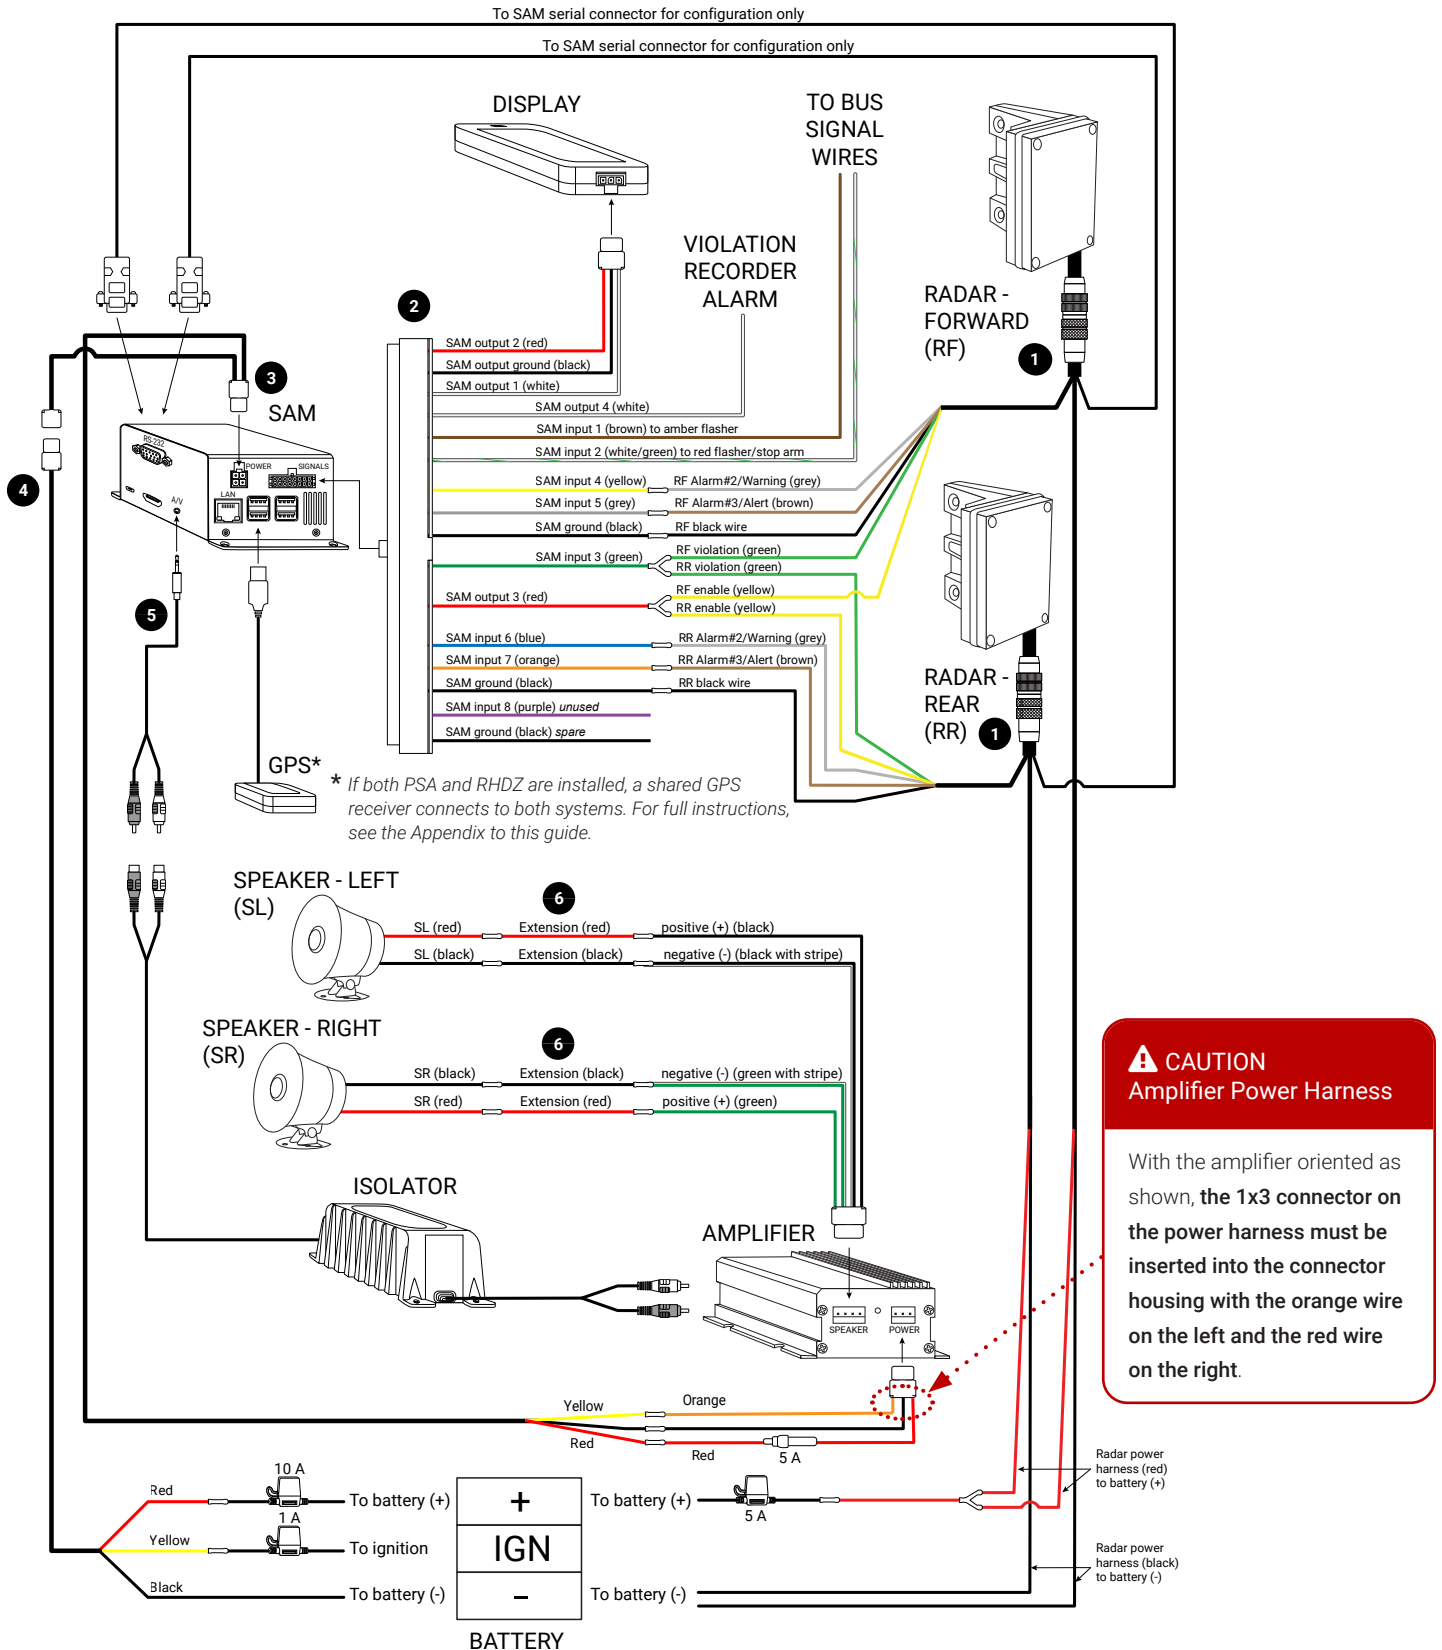 To SAM serial connector for configuration only
To SAM serial connector for configuration only
DISPLAY
TO BUS
SIGNAL
WIRES
VIOLATION
RECORDER
ALARM
RADAR -
FORWARD
(RF)
1
2
SAM output 2 (red)
SAM output ground (black)
SAM output 1 (white)
SAM output 4 (white)
SAM input 1 (brown) to amber flasher
SAM input 2 (white/green) to red flasher/stop arm
SAM input 4 (yellow)
RF Alarm#2/Warning (grey)
SAM input 5 (grey)
RF Alarm#3/Alert (brown)
SAM ground (black)
RF black wire
SAM input 3 (green)
RF violation (green)
RR violation (green)
SAM output 3 (red)
RF enable (yellow)
RR enable (yellow)
SAM input 6 (blue)
RR Alarm#2/Warning (grey)
SAM input 7 (orange)
RR Alarm#3/Alert (brown)
SAM ground (black)
RR black wire
SAM input 8 (purple) unused
SAM ground (black) spare
3
SAM
RS-232
POWER
SIGNALS
LAN
A/V
4
5
RADAR -
REAR
(RR)
1
GPS*
* If both PSA and RHDZ are installed, a shared GPS
receiver connects to both systems. For full instructions,
see the Appendix to this guide.
SPEAKER - LEFT
(SL)
6
SL (red)
Extension (red)
positive (+) (black)
SL (black)
Extension (black)
negative (-) (black with stripe)
SPEAKER - RIGHT
(SR)
6
SR (black)
Extension (black)
negative (-) (green with stripe)
SR (red)
Extension (red)
positive (+) (green)
ISOLATOR
AMPLIFIER
SPEAKER
POWER
CAUTION
Amplifier Power Harness
With the amplifier oriented as
shown, the 1x3 connector on
the power harness must be
inserted into the connector
housing with the orange wire
on the left and the red wire
on the right.
Yellow
Orange
Red
Red
5 A
Radar power
harness (red)
to battery (+)
Red
10 A
To battery (+)
+
To battery (+)
5 A
Yellow
1 A
To ignition
IGN
Radar power
harness (black)
to battery (-)
Black
To battery (-)
-
To battery (-)
BATTERY